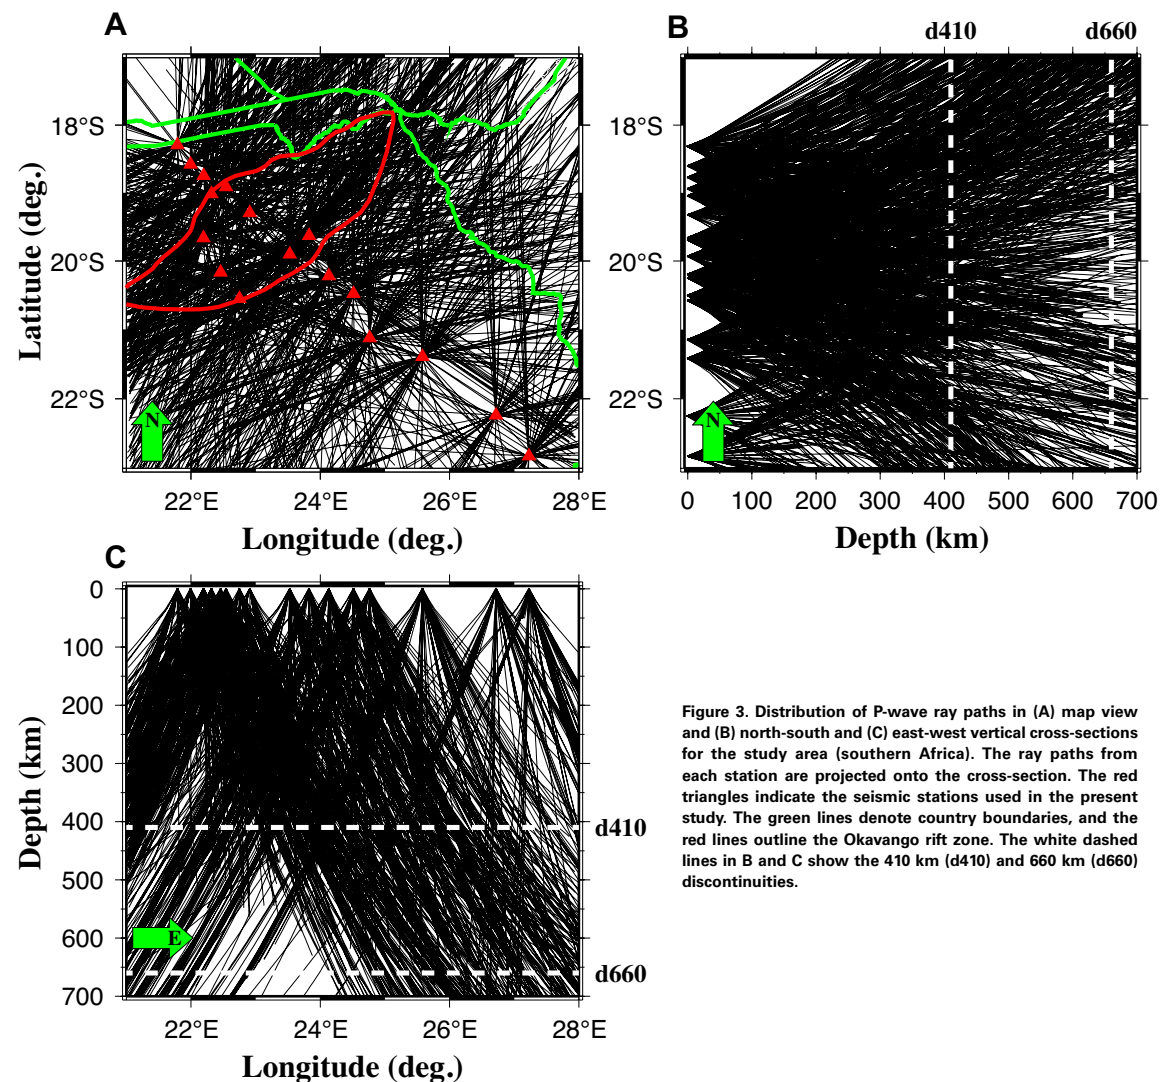 A
18°S
20°S
22°S
Latitude (deg.)
N
22°E
24°E
26°E
28°E
Longitude (deg.)
B
d410
d660
18°S
20°S
22°S
N
0
100
200
300
400
500
600
700
Depth (km)
C
0
100
200
300
400
500
600
700
Depth (km)
d410
d660
E
22°E
24°E
26°E
28°E
Longitude (deg.)
Figure 3. Distribution of P-wave ray paths in (A) map view
and (B) north-south and (C) east-west vertical cross-sections
for the study area (southern Africa). The ray paths from
each station are projected onto the cross-section. The red
triangles indicate the seismic stations used in the present
study. The green lines denote country boundaries, and the
red lines outline the Okavango rift zone. The white dashed
lines in B and C show the 410 km (d410) and 660 km (d660)
discontinuities.